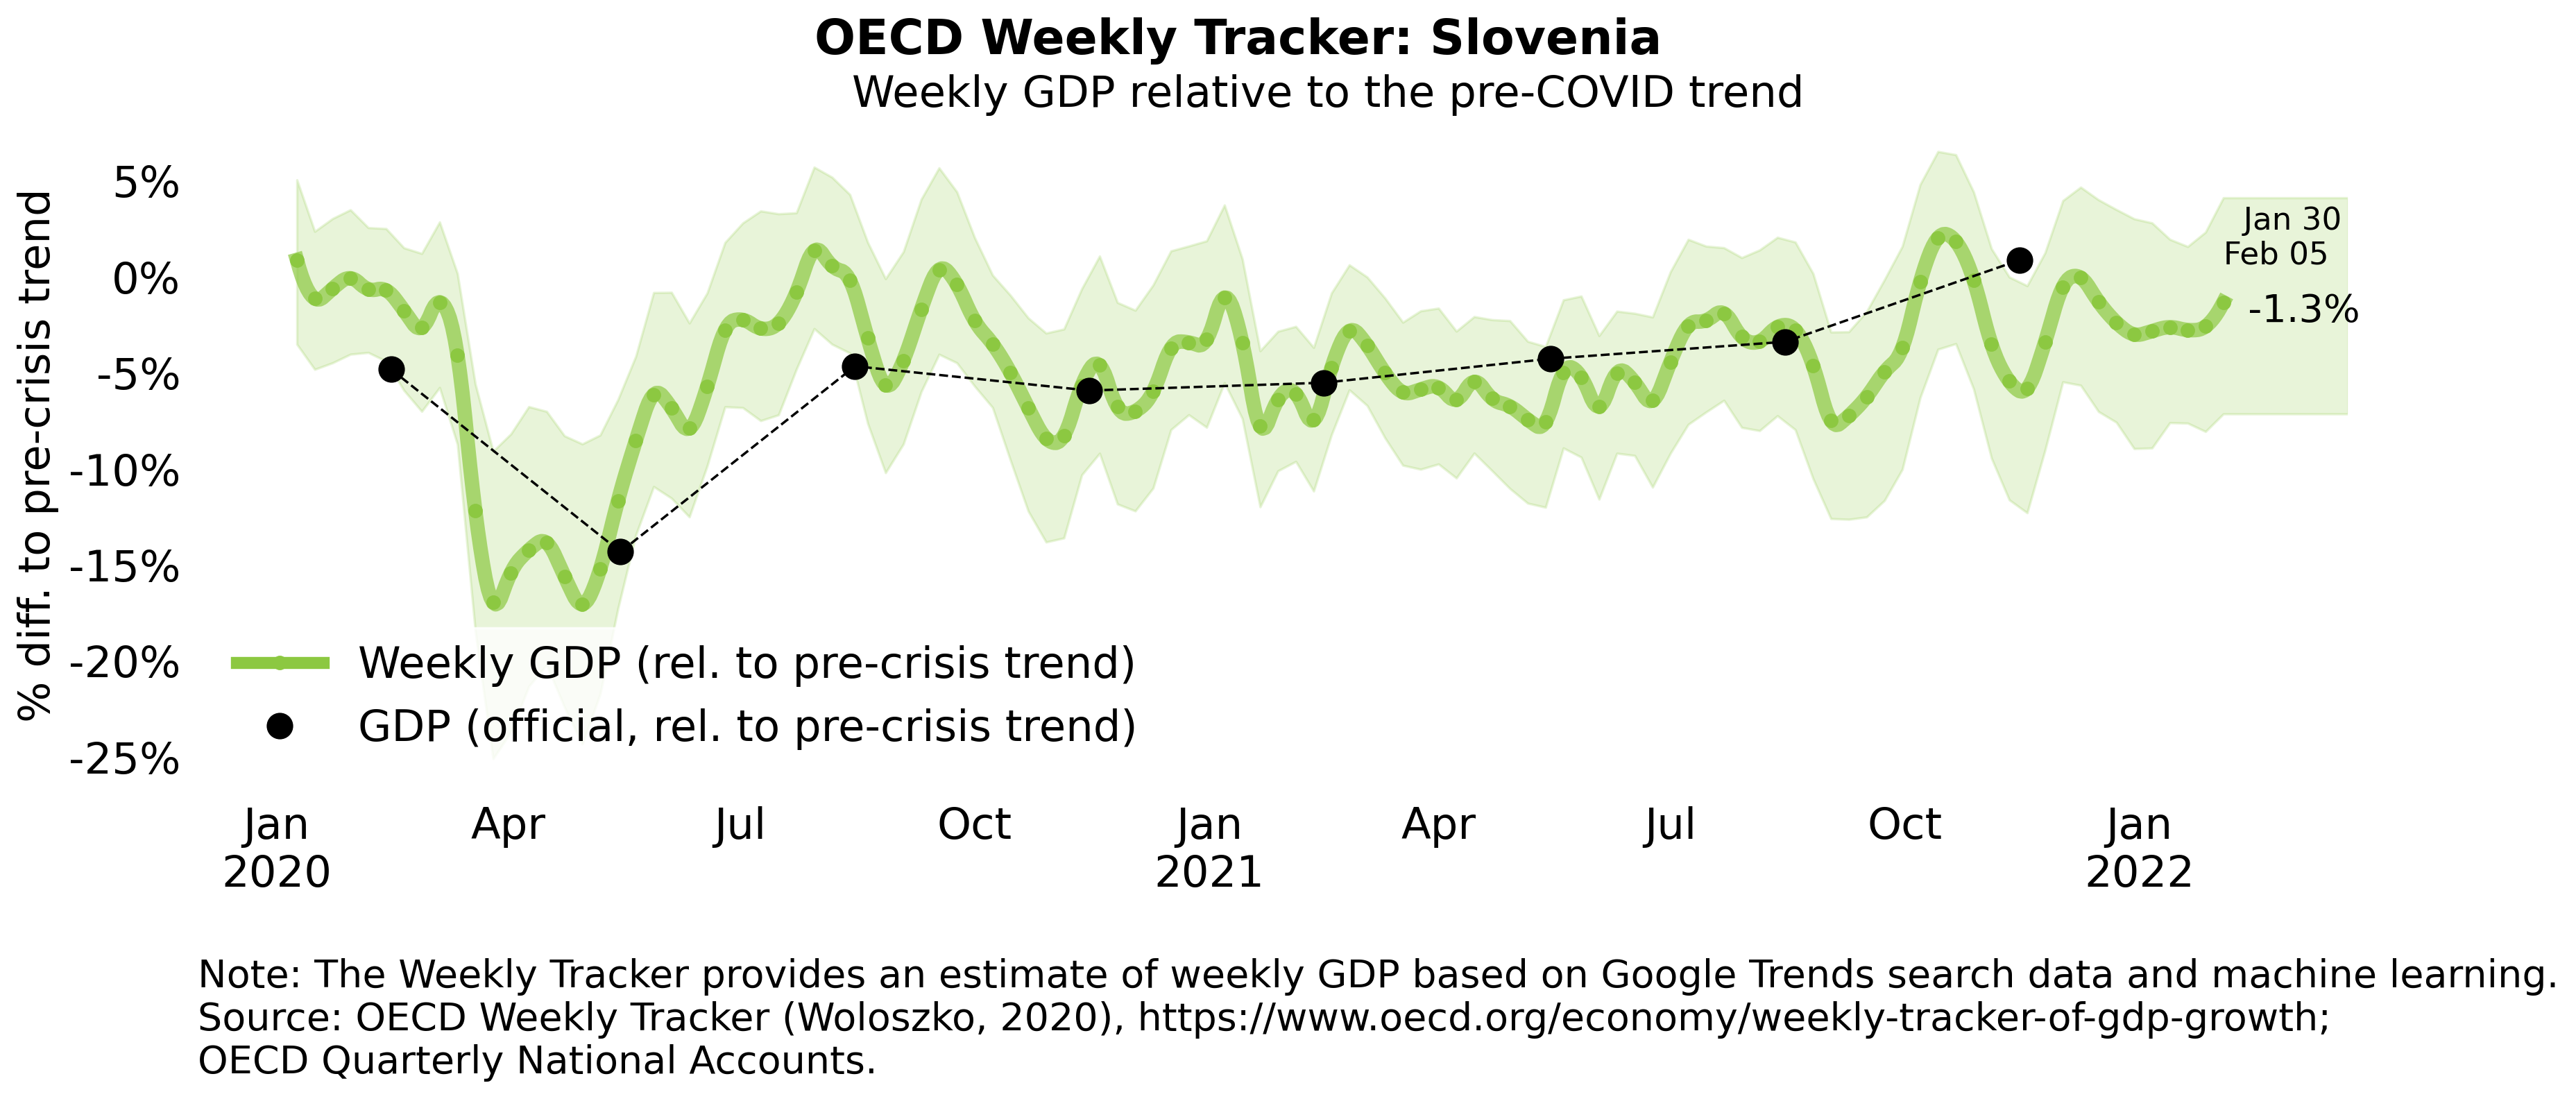 OECD Weekly Tracker: Slovenia
Weekly GDP relative to the pre-COVID trend
% diff. to pre-crisis trend
5%
0%
-5%
-10%
-15%
-20%
-25%
Jan 30
Feb 05
-1.3%
Weekly GDP (rel. to pre-crisis trend)
GDP (official, rel. to pre-crisis trend)
Jan Apr Jul Oct Jan Apr Jul Oct Jan
2020 2021 2022
Note: The Weekly Tracker provides an estimate of weekly GDP based on Google Trends search data and machine learning.
Source: OECD Weekly Tracker (Woloszko, 2020), https://www.oecd.org/economy/weekly-tracker-of-gdp-growth;
OECD Quarterly National Accounts.